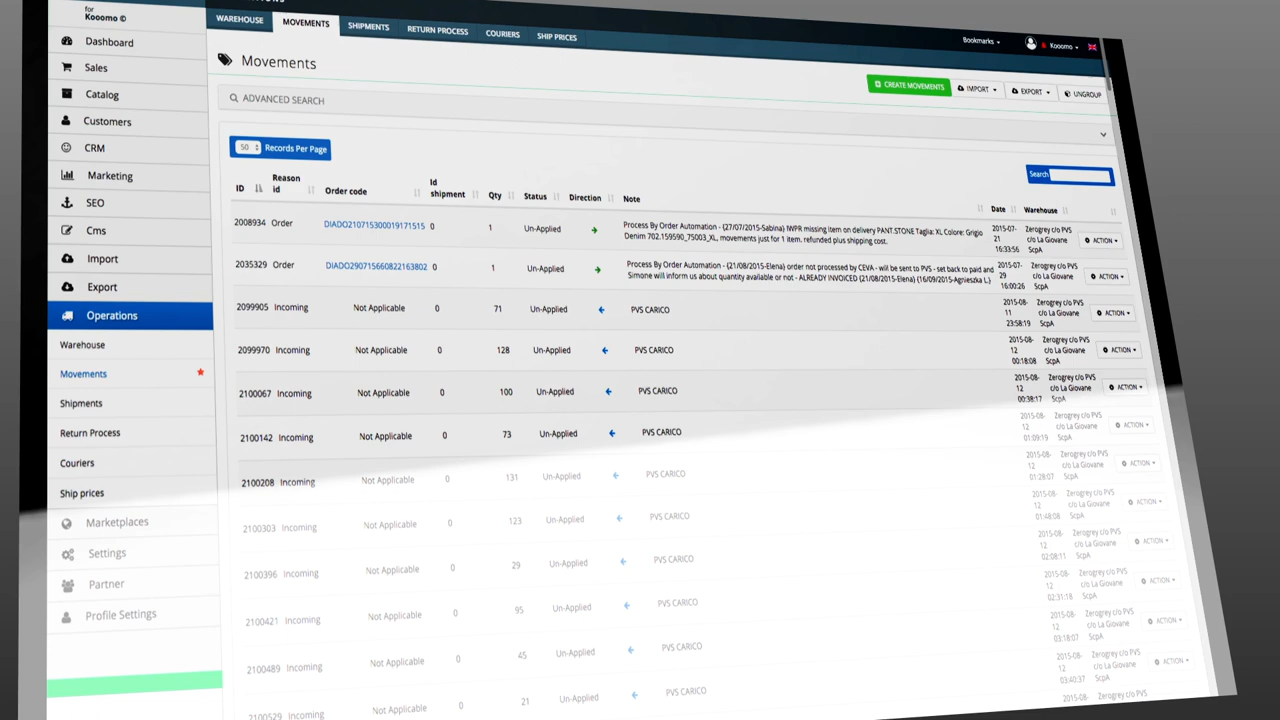 for
Kooomo ©
Dashboard
Sales
Catalog
Customers
CRM
Marketing
SEO
Cms
Import
Export
Operations
Warehouse
Movements
Shipments
Return Process
Couriers
Ship prices
Marketplaces
Settings
Partner
Profile Settings
WAREHOUSE MOVEMENTS SHIPMENTS RETURN PROCESS COURIERS SHIP PRICES
Bookmarks Kooomo
Movements
CREATE MOVEMENTS IMPORT EXPORT UNGROUP
ADVANCED SEARCH
50 Records Per Page
Search
ID Reason id Order code Id shipment Qty Status Direction Note Date Warehouse
2008934 Order DIADO210715300019171515 0 1 Un-Applied Process By Order Automation - (27/07/2015-Sabina) IWPR missing item on delivery PANT.STONE Taglia: XL Colore: Grigio
Denim 702.159590_75003_XL, movements just for 1 item. refunded plus shipping cost.
2015-07-21 16:33:56 Zerogrey c/o PVS c/o La Giovane ScpA ACTION
2035329 Order DIADO290715660822163802 0 1 Un-Applied Process By Order Automation - (21/08/2015-Elena) order not processed by CEVA - will be sent to PVS - set back to paid and
Simone will inform us about quantity available or not - ALREADY INVOICED (21/08/2015-Elena) (16/09/2015-Agnieszka L.)
2015-07-29 16:00:26 Zerogrey c/o PVS c/o La Giovane ScpA ACTION
2099905 Incoming Not Applicable 0 71 Un-Applied PVS CARICO 2015-08-11 23:58:19 Zerogrey c/o PVS c/o La Giovane ScpA ACTION
2099970 Incoming Not Applicable 0 128 Un-Applied PVS CARICO 2015-08-12 00:18:08 Zerogrey c/o PVS c/o La Giovane ScpA ACTION
2100067 Incoming Not Applicable 0 100 Un-Applied PVS CARICO 2015-08-12 00:38:17 Zerogrey c/o PVS c/o La Giovane ScpA ACTION
2100142 Incoming Not Applicable 0 73 Un-Applied PVS CARICO 2015-08-12 01:09:19 Zerogrey c/o PVS c/o La Giovane ScpA ACTION
2100208 Incoming Not Applicable 0 131 Un-Applied PVS CARICO 2015-08-12 01:28:07 Zerogrey c/o PVS c/o La Giovane ScpA ACTION
2100303 Incoming Not Applicable 0 123 Un-Applied PVS CARICO 2015-08-12 01:48:08 Zerogrey c/o PVS c/o La Giovane ScpA ACTION
2100396 Incoming Not Applicable 0 29 Un-Applied PVS CARICO 2015-08-12 02:08:11 Zerogrey c/o PVS c/o La Giovane ScpA ACTION
2100421 Incoming Not Applicable 0 95 Un-Applied PVS CARICO 2015-08-12 02:31:18 Zerogrey c/o PVS c/o La Giovane ScpA ACTION
2100489 Incoming Not Applicable 0 45 Un-Applied PVS CARICO 2015-08-12 03:18:07 Zerogrey c/o PVS c/o La Giovane ScpA ACTION
2100529 Incoming Not Applicable 0 21 Un-Applied PVS CARICO 2015-08-12 03:40:37 Zerogrey c/o PVS c/o La Giovane ScpA ACTION
2015-08- Zerogrey c/o PVS